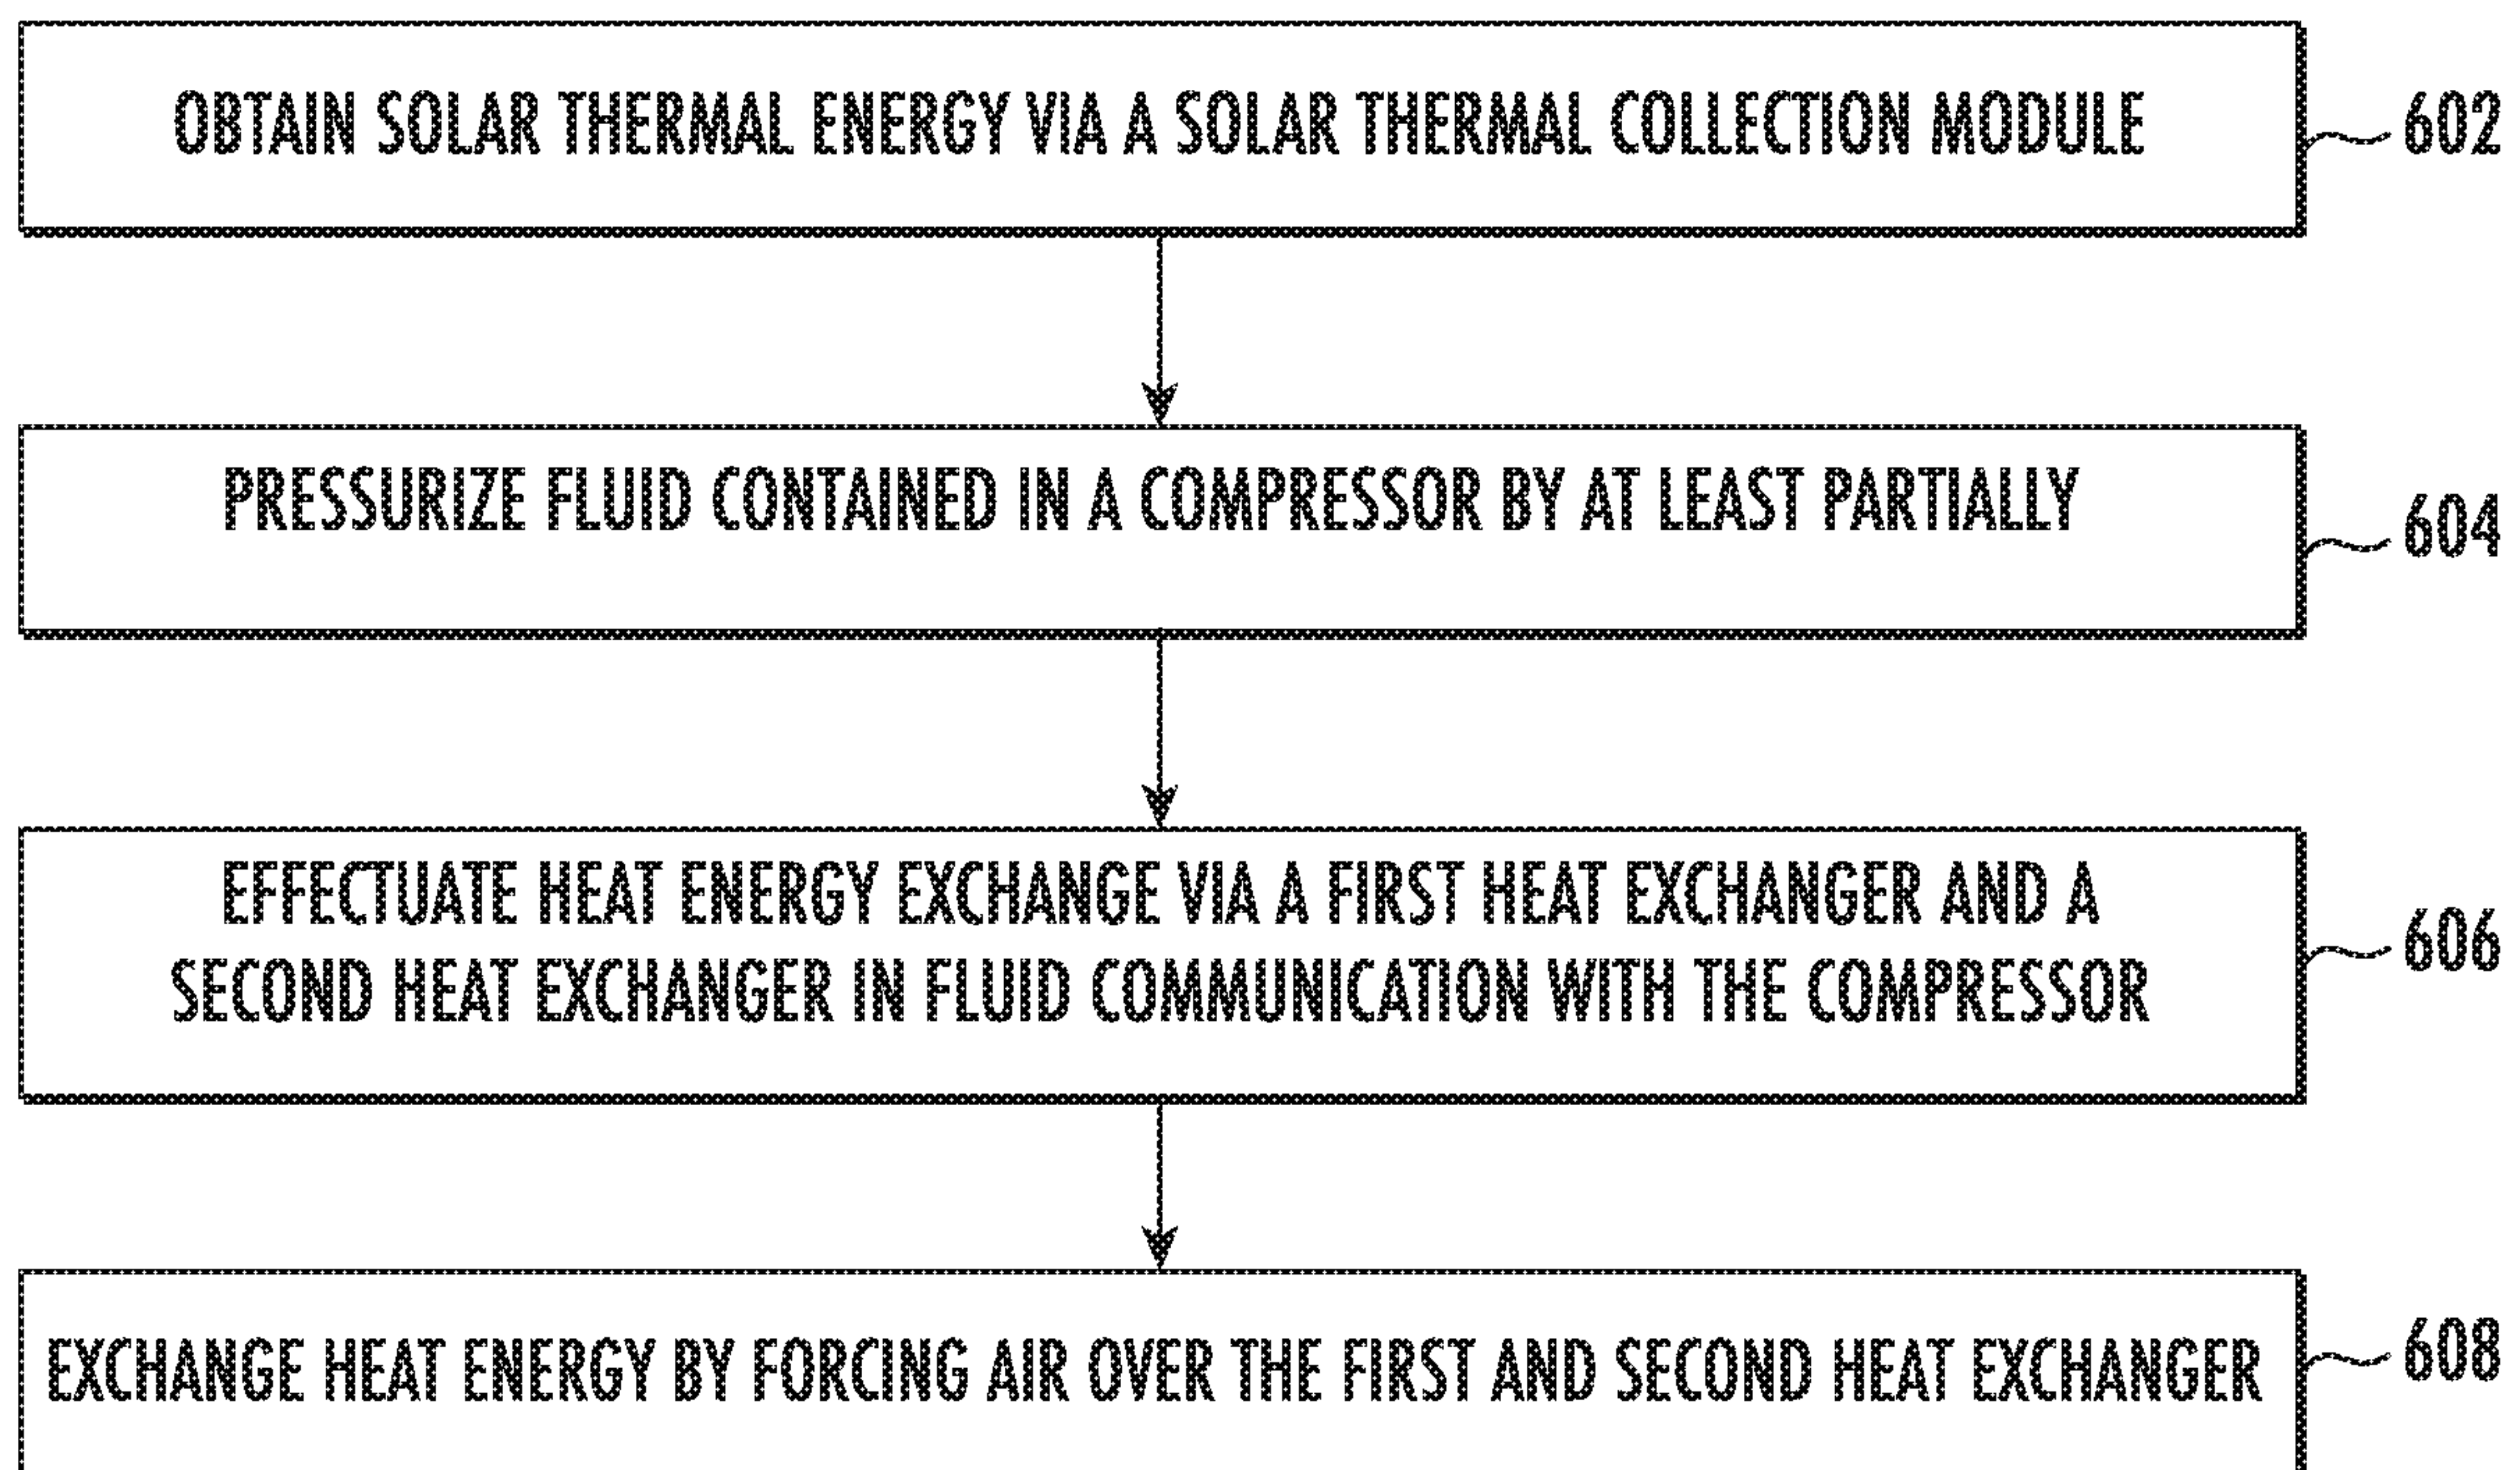 OBTAIN SOLAR THERMAL ENERGY VIA A SOLAR THERMAL COLLECTION MODULE
602
PRESSURIZE FLUID CONTAINED IN A COMPRESSOR BY AT LEAST PARTIALLY
604
EFFECTUATE HEAT ENERGY EXCHANGE VIA A FIRST HEAT EXCHANGER AND A
SECOND HEAT EXCHANGER IN FLUID COMMUNICATION WITH THE COMPRESSOR
606
EXCHANGE HEAT ENERGY BY FORCING AIR OVER THE FIRST AND SECOND HEAT EXCHANGER
608